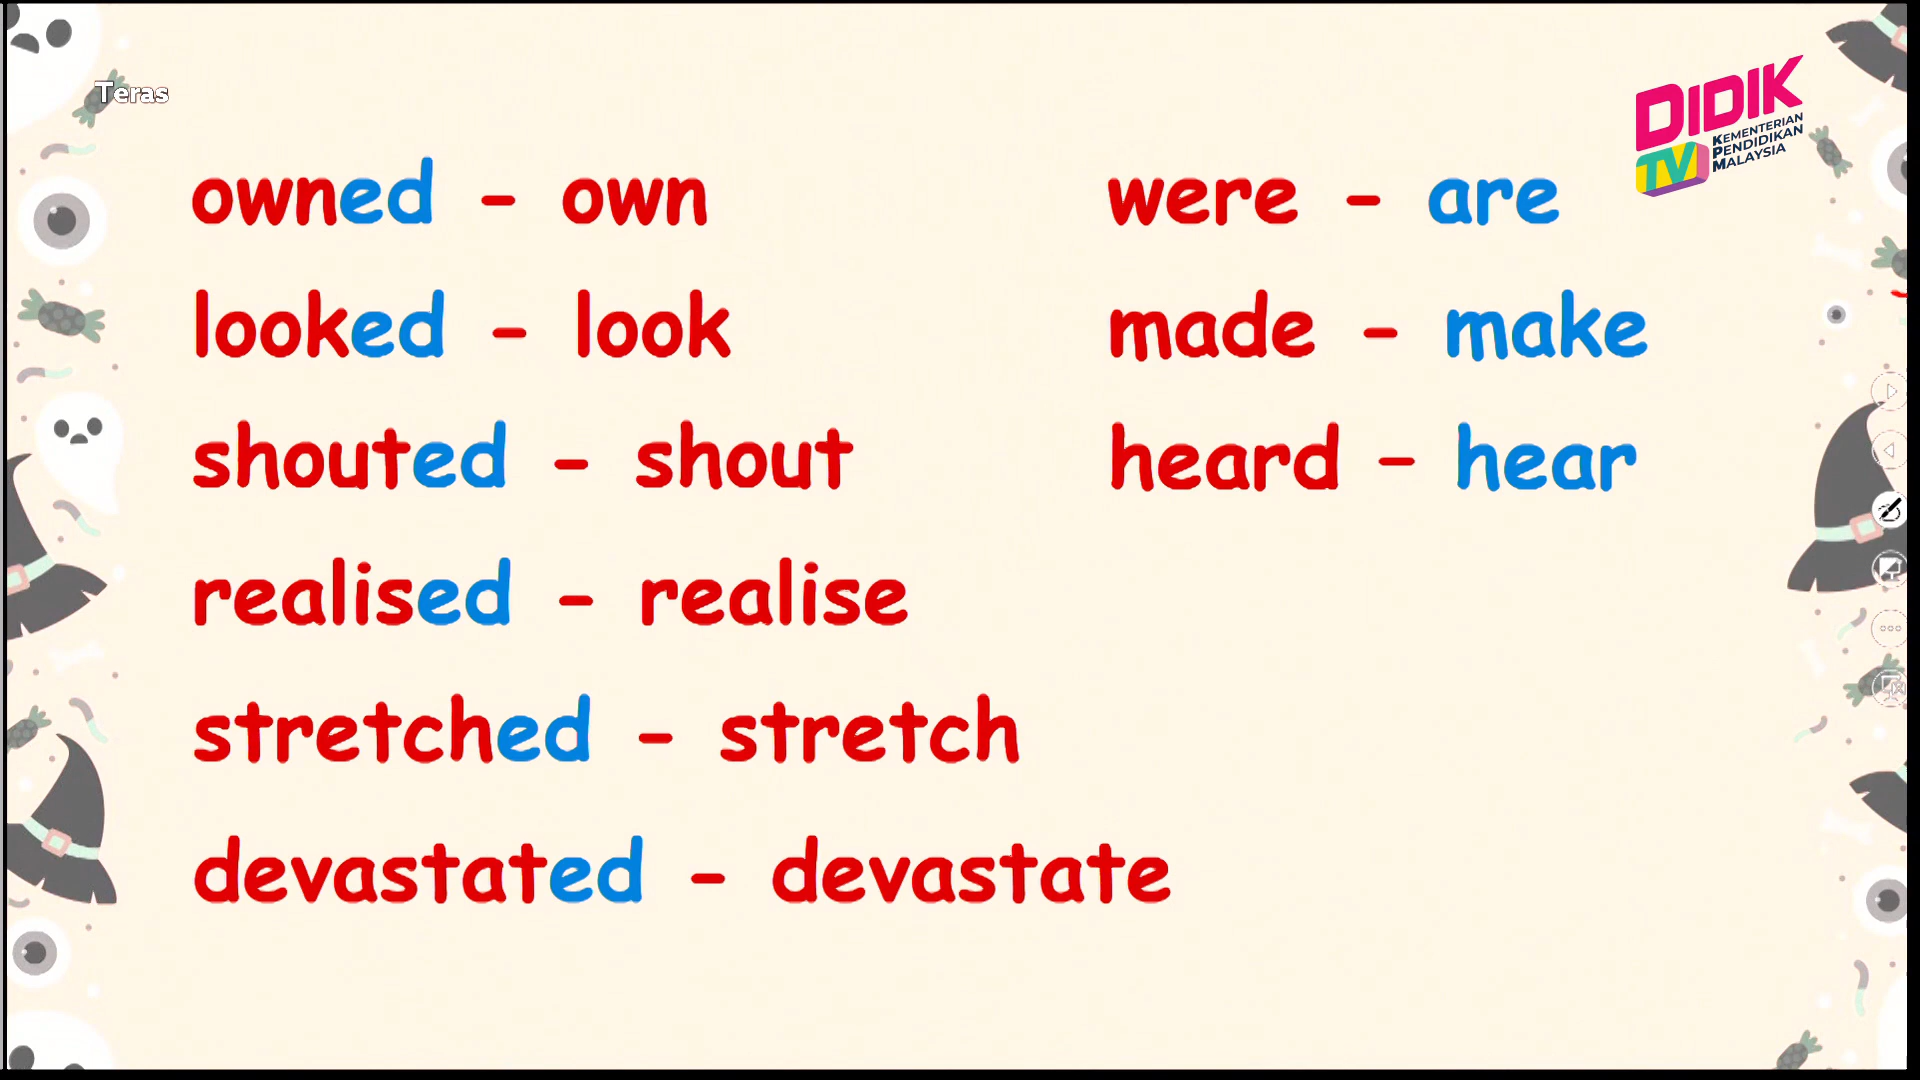 Teras
DIDIK
TV
KEMENTERIAN
PENDIDIKAN
MALAYSIA
owned - own
looked - look
shouted - shout
realised - realise
stretched - stretch
devastated - devastate
were - are
made - make
heard - hear